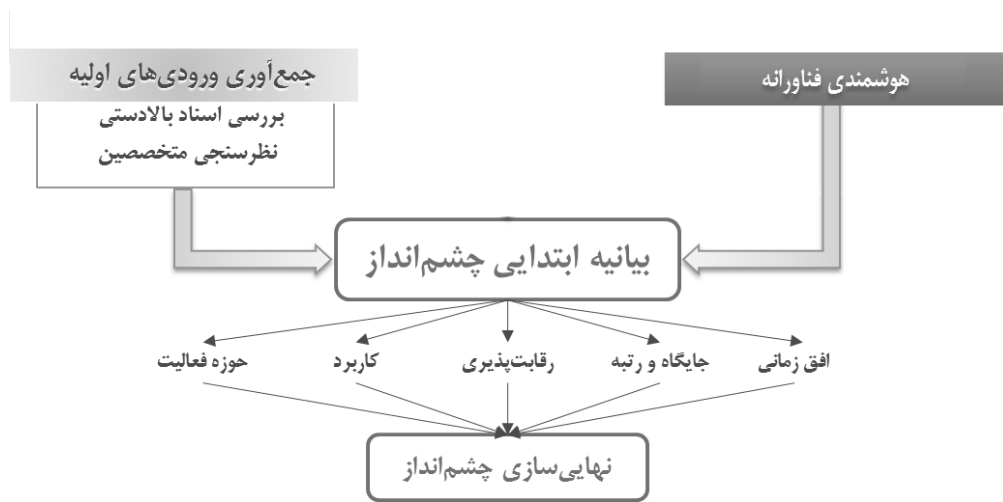 هوشمندی فناورانه
جمع‌آوری ورودی‌های اولیه
بررسی اسناد بالادستی
نظرسنجی متخصصین
بیانیه ابتدایی چشم‌انداز
افق زمانی
جایگاه و رتبه
رقابت‌پذیری
کاربرد
حوزه فعالیت
نهایی‌سازی چشم‌انداز